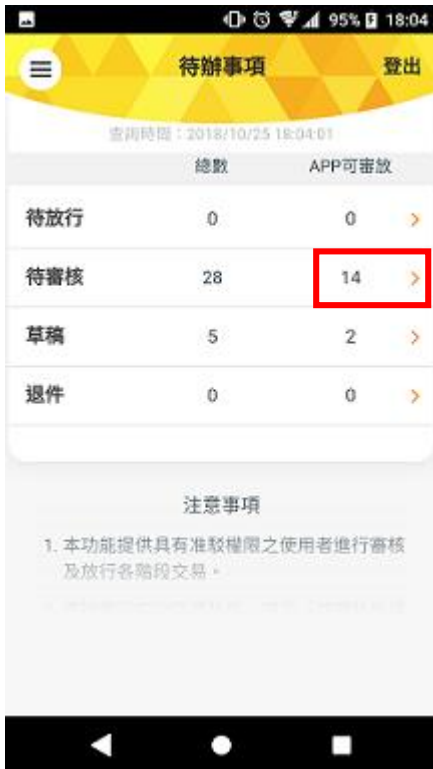 95% 18:04
待辦事項 登出
查詢時間：2018/10/25 18:04:01
總數 APP可審放
待放行 0 0
待審核 28 14
草稿 5 2
退件 0 0
注意事項
1. 本功能提供具有准駁權限之使用者進行審核
及放行各階段交易。